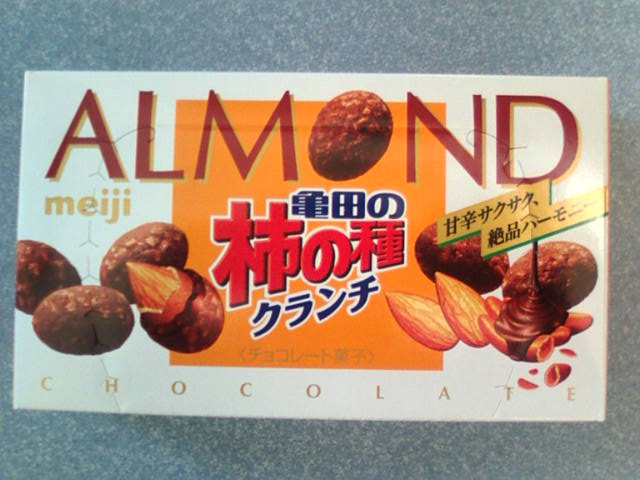 ALMOND
meiji
亀田の
柿の種
クランチ
甘辛サクサク、
絶品ハーモニー
〈チョコレート菓子〉
CHOCOLATE